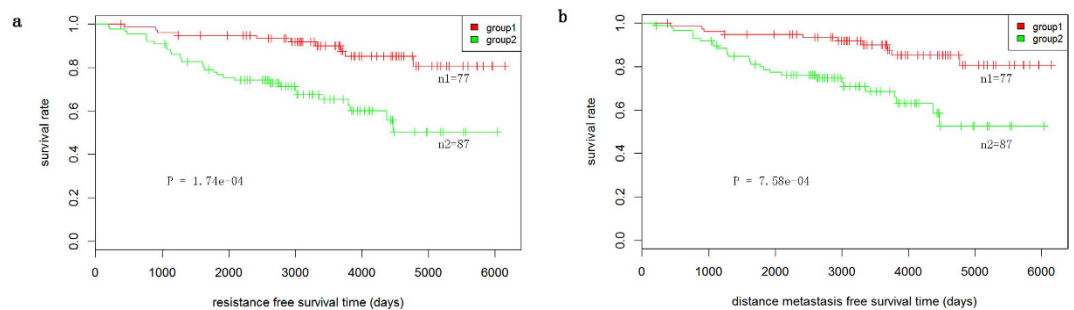 a
survival rate
1.0
0.8
0.6
0.4
0.2
0.0
group1
group2
n1=77
n2=87
P = 1.74e-04
0 1000 2000 3000 4000 5000 6000
resistance free survival time (days)
b
survival rate
1.0
0.8
0.6
0.4
0.2
0.0
group1
group2
n1=77
n2=87
P = 7.58e-04
0 1000 2000 3000 4000 5000 6000
distance metastasis free survival time (days)